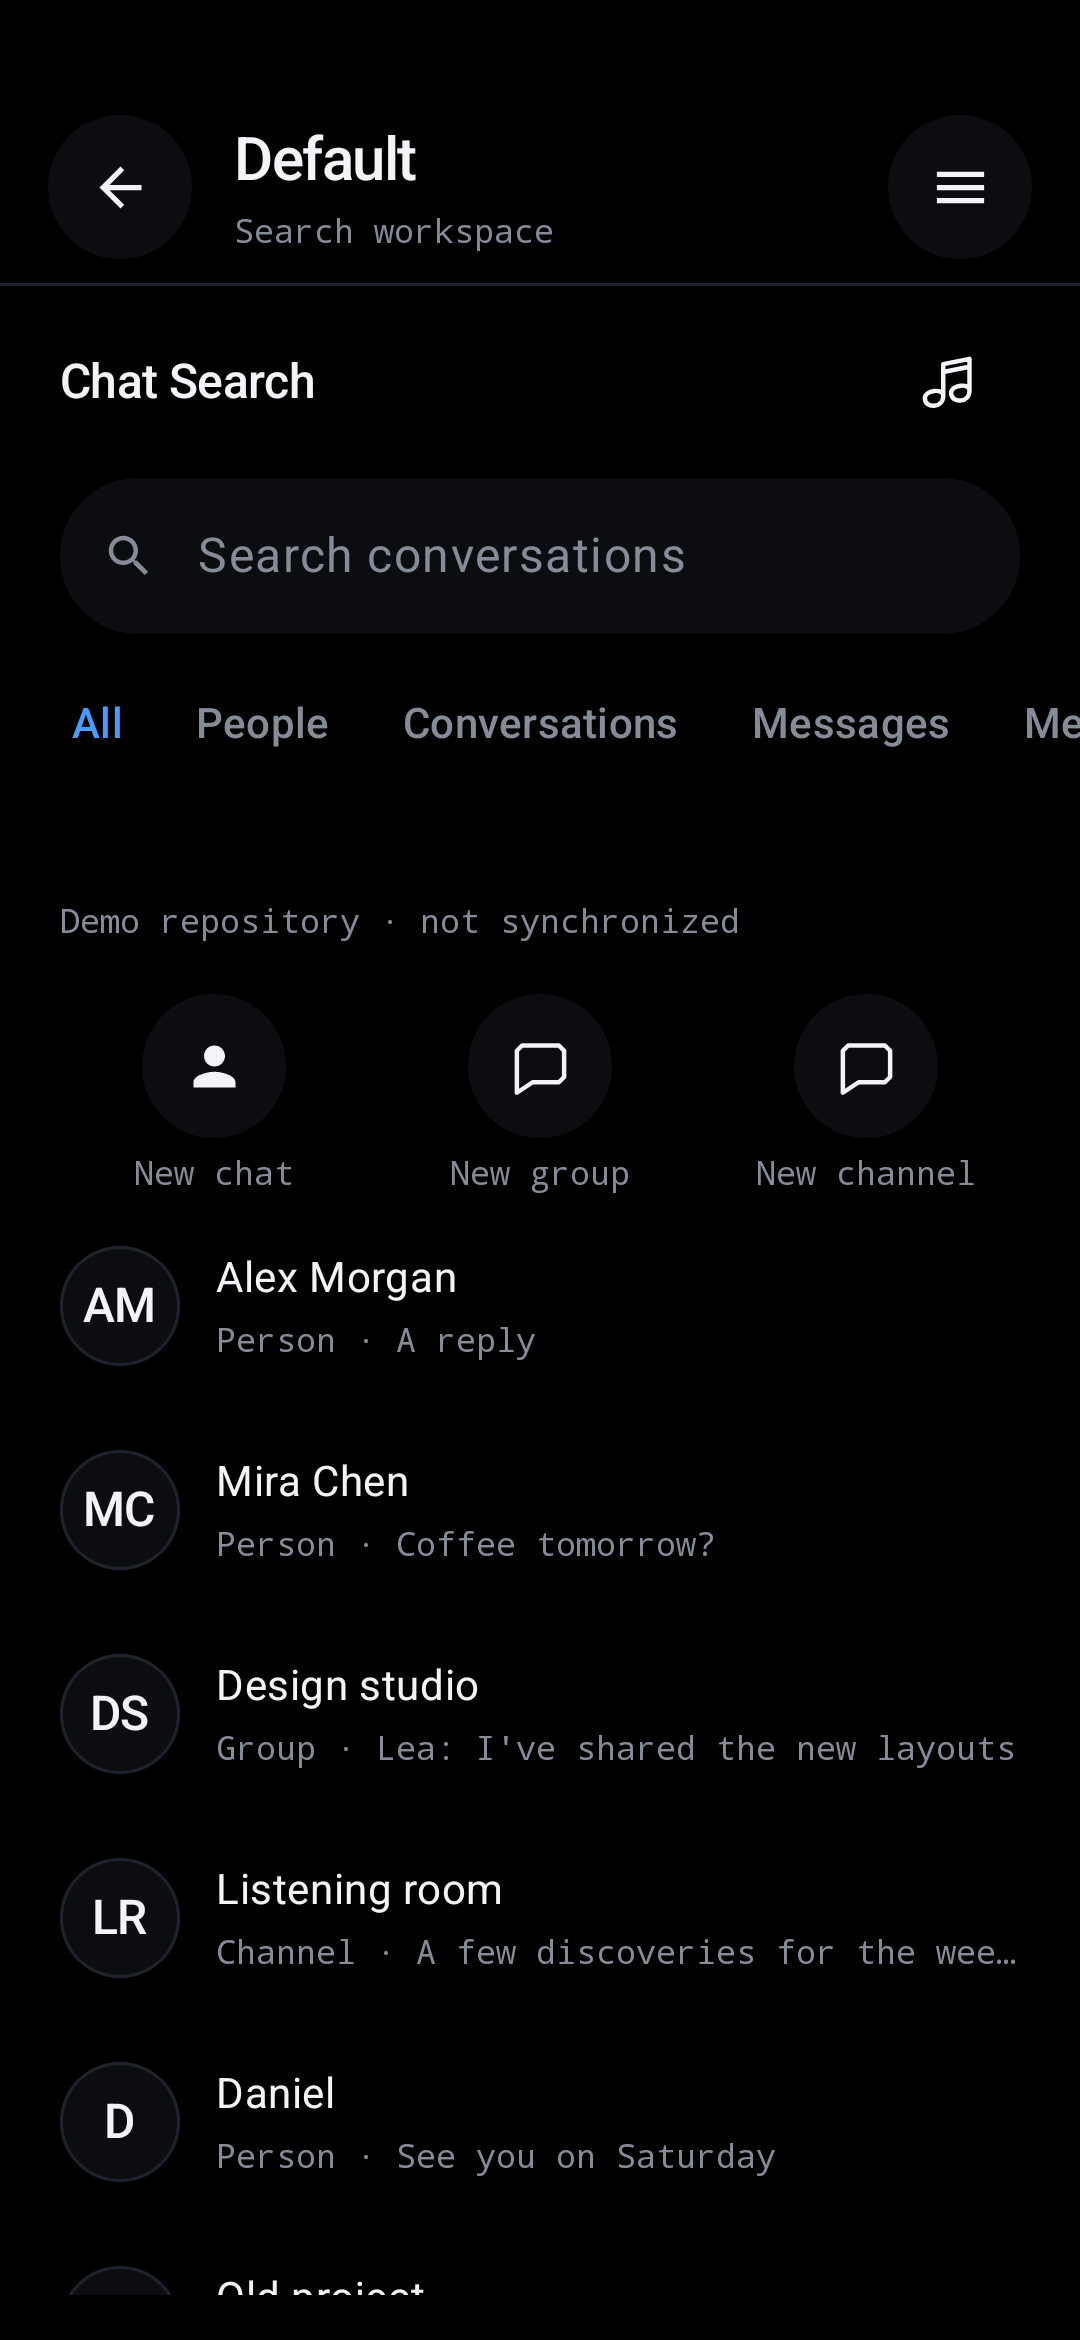 Default
Search workspace
Chat Search
Search conversations
All People Conversations Messages Me
Demo repository · not synchronized
New chat New group New channel
AM Alex Morgan
Person · A reply
MC Mira Chen
Person · Coffee tomorrow?
DS Design studio
Group · Lea: I've shared the new layouts
LR Listening room
Channel · A few discoveries for the wee…
D Daniel
Person · See you on Saturday
Old project